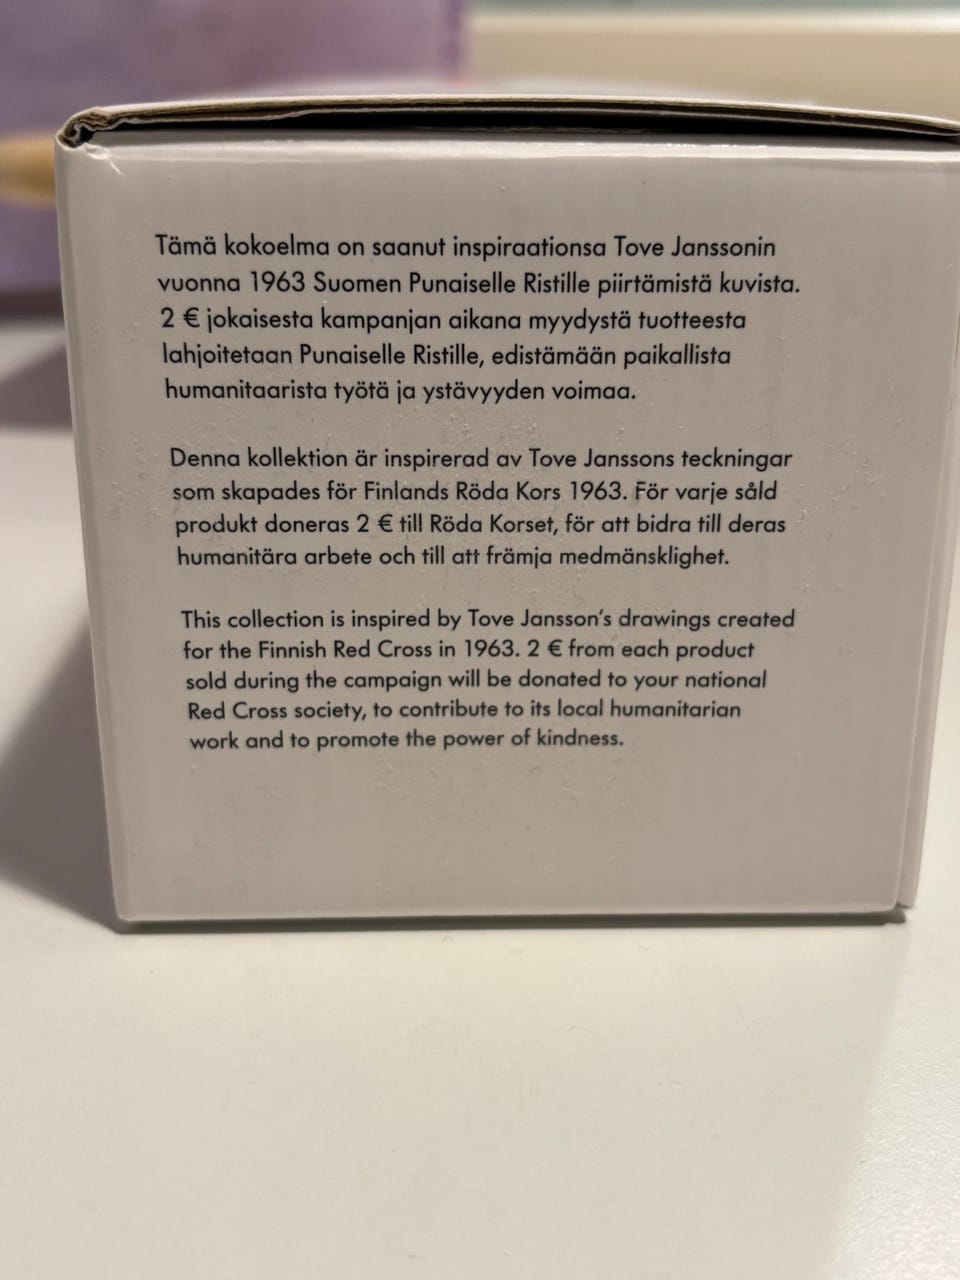 Tämä kokoelma on saanut inspiraationsa Tove Janssonin
vuonna 1963 Suomen Punaiselle Ristille piirtämistä kuvista.
2 € jokaisesta kampanjan aikana myydystä tuotteesta
lahjoitetaan Punaiselle Ristille, edistämään paikallista
humanitaarista työtä ja ystävyyden voimaa.
Denna kollektion är inspirerad av Tove Janssons teckningar
som skapades för Finlands Röda Kors 1963. För varje såld
produkt doneras 2 € till Röda Korset, för att bidra till deras
humanitära arbete och till att främja medmänsklighet.
This collection is inspired by Tove Jansson's drawings created
for the Finnish Red Cross in 1963. 2 € from each product
sold during the campaign will be donated to your national
Red Cross society, to contribute to its local humanitarian
work and to promote the power of kindness.